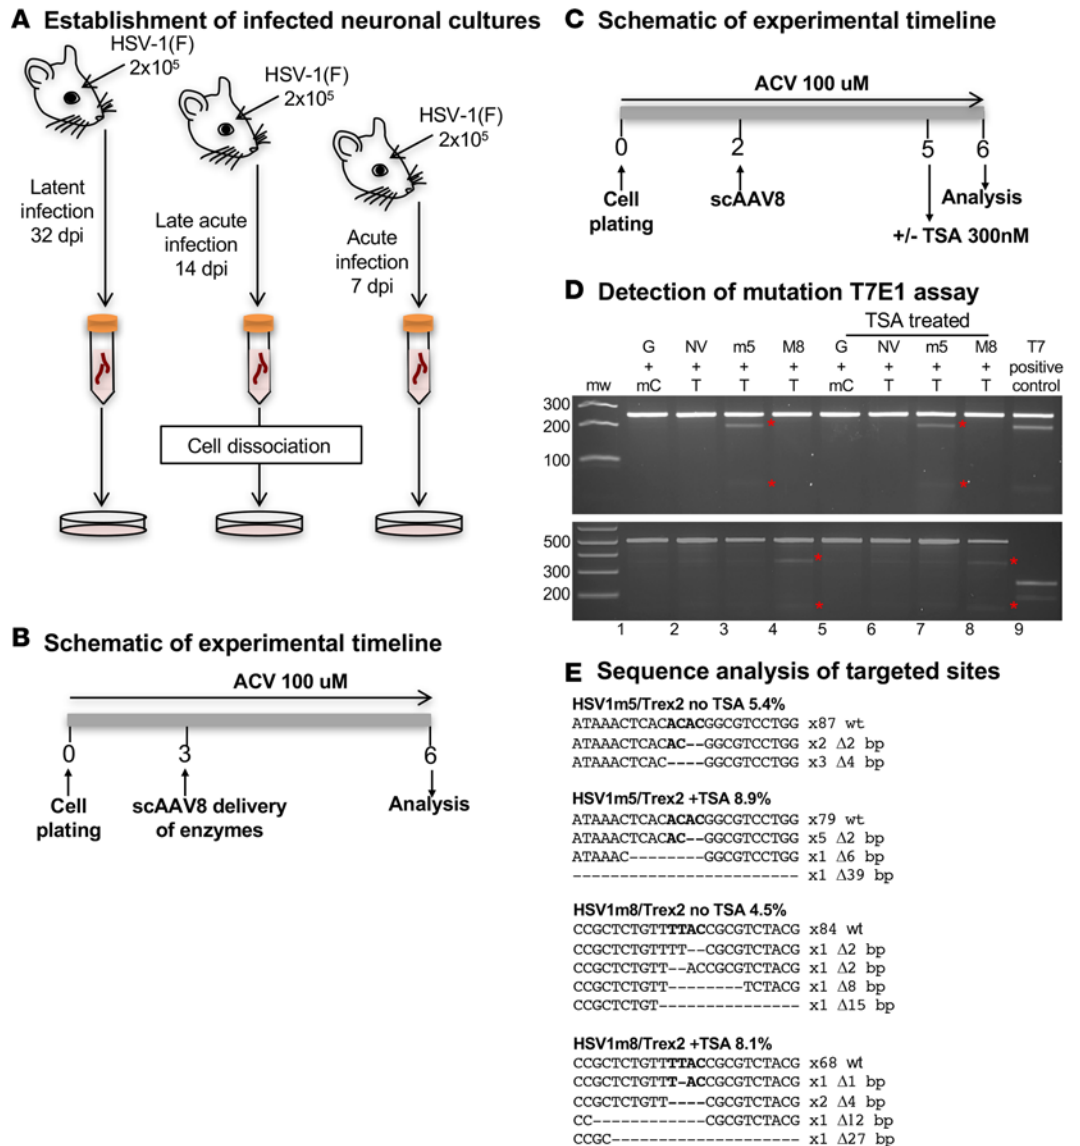 A Establishment of infected neuronal cultures
HSV-1(F)
2x10⁵
HSV-1(F)
2x10⁵
HSV-1(F)
2x10⁵
Latent
infection
32 dpi
Late acute
infection
14 dpi
Acute
infection
7 dpi
Cell dissociation
B Schematic of experimental timeline
ACV 100 uM
0
3
6
Cell
plating
scAAV8 delivery
of enzymes
Analysis
C Schematic of experimental timeline
ACV 100 uM
0
2
5
6
Cell
plating
scAAV8
Analysis
+/- TSA 300nM
D Detection of mutation T7E1 assay
TSA treated
G NV m5 M8 G NV m5 M8 T7
+ + + + + + + + positive
mw mC T T T mC T T T control
300
200
100
500
300
200
1 2 3 4 5 6 7 8 9
E Sequence analysis of targeted sites
HSV1m5/Trex2 no TSA 5.4%
ATAAACTCACACACGGCGTCCTGG x87 wt
ATAAACTCACAC--GGCGTCCTGG x2 Δ2 bp
ATAAACTCAC----GGCGTCCTGG x3 Δ4 bp
HSV1m5/Trex2 +TSA 8.9%
ATAAACTCACACACGGCGTCCTGG x79 wt
ATAAACTCACAC--GGCGTCCTGG x5 Δ2 bp
ATAAAC--------GGCGTCCTGG x1 Δ6 bp
------------------------ x1 Δ39 bp
HSV1m8/Trex2 no TSA 4.5%
CCGCTCTGTTTTACCGCGTCTACG x84 wt
CCGCTCTGTTTT--CGCGTCTACG x1 Δ2 bp
CCGCTCTGTT--ACCGCGTCTACG x1 Δ2 bp
CCGCTCTGTT--------TCTACG x1 Δ8 bp
CCGCTCTGT--------------- x1 Δ15 bp
HSV1m8/Trex2 +TSA 8.1%
CCGCTCTGTTTTACCGCGTCTACG x68 wt
CCGCTCTGTTT-ACCGCGTCTACG x1 Δ1 bp
CCGCTCTGTT----CGCGTCTACG x2 Δ4 bp
CC------------CGCGTCTACG x1 Δl2 bp
CCGC-------------------- x1 Δ27 bp